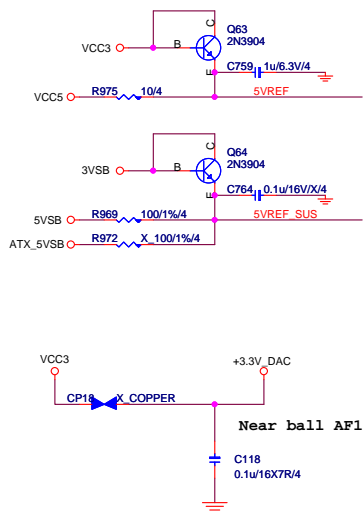 C
Q63
2N3904
VCC3
B
E
C759
1u/6.3V/4
VCC5
R975
10/4
5VREF
C
Q64
2N3904
3VSB
B
E
C764
0.1u/16V/X/4
5VSB
R969
100/1%/4
5VREF_SUS
ATX_5VSB
R972
X_100/1%/4
VCC3
+3.3V_DAC
CP18
X_COPPER
Near ball AF1
C118
0.1u/16X7R/4